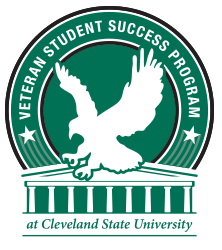 VETERAN STUDENT SUCCESS PROGRAM
at Cleveland State University